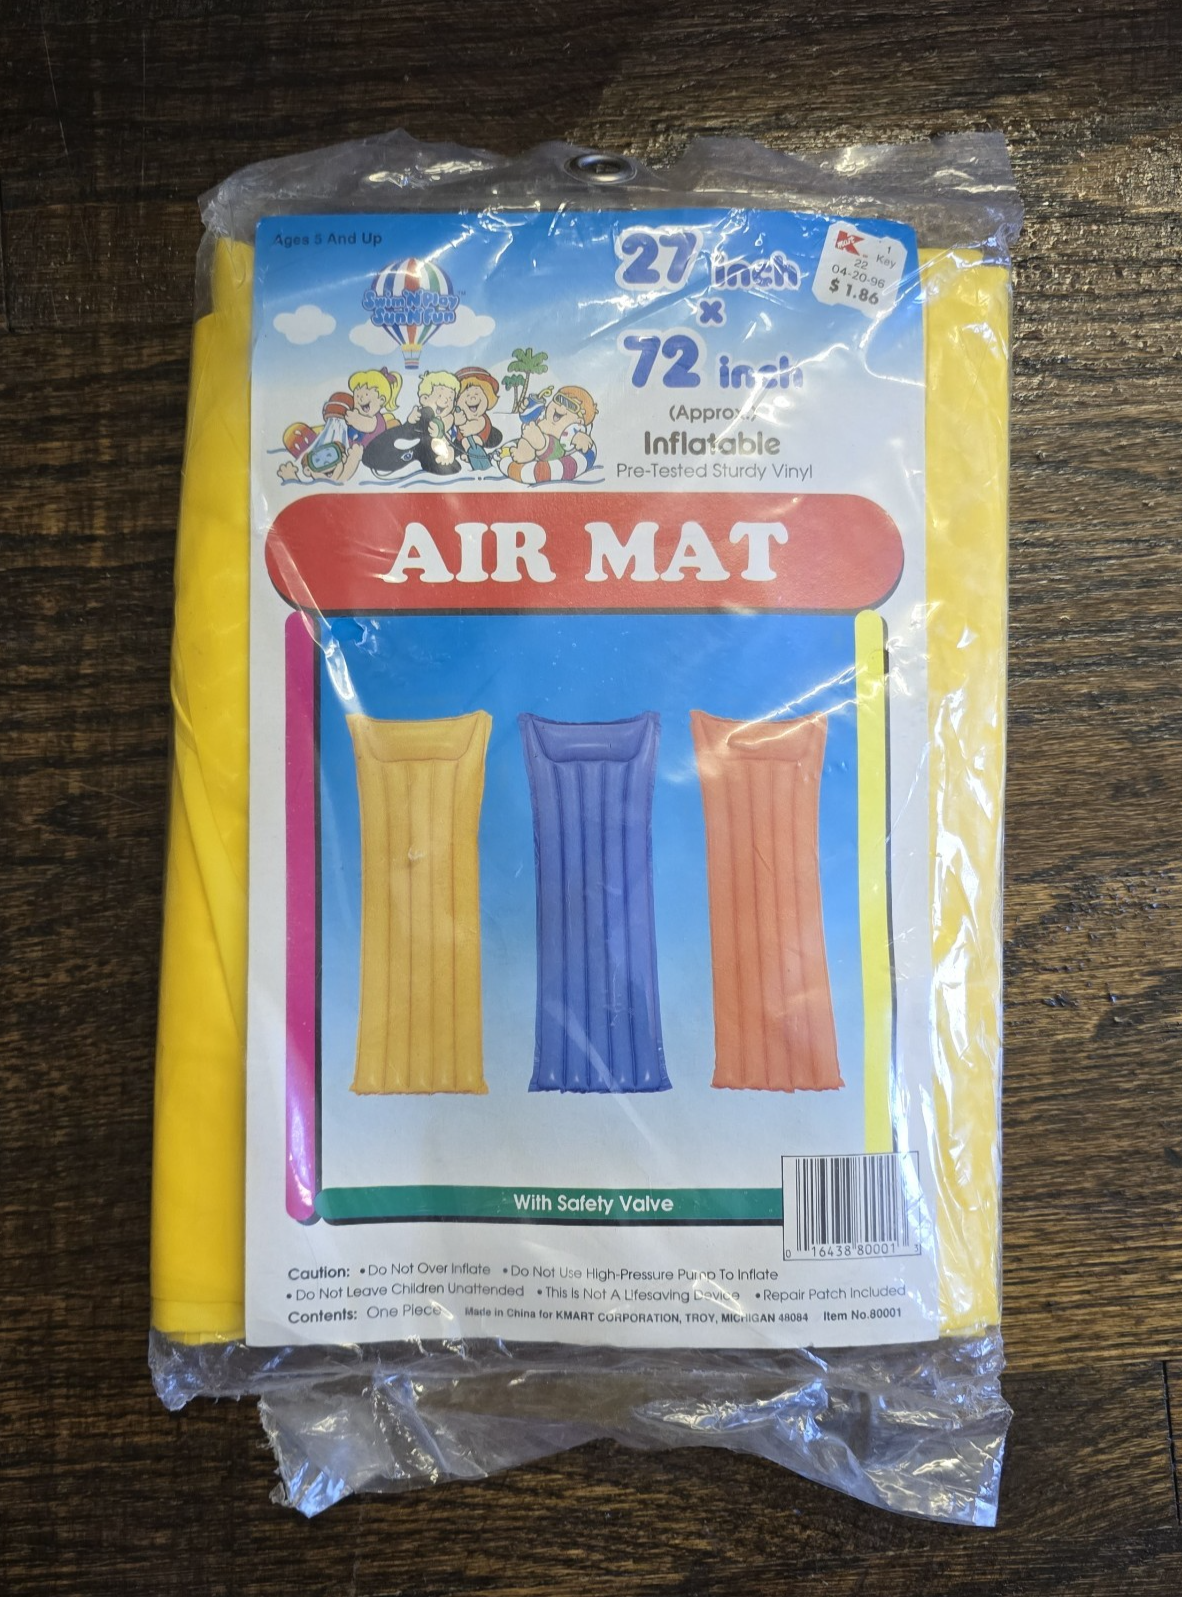 Ages 5 And Up
Swim'N'Play™
Sun'N'Fun
27 inch
x
72 inch
(Approx.)
Inflatable
Pre-Tested Sturdy Vinyl
Kmart 1
22 Key
04-20-96
$1.86
AIR MAT
With Safety Valve
0 16438 80001 3
Caution: •Do Not Over Inflate •Do Not Use High-Pressure Pump To Inflate
•Do Not Leave Children Unattended •This Is Not A Lifesaving Device •Repair Patch Included
Contents: One Piece Made in China for KMART CORPORATION, TROY, MICHIGAN 48084 Item No.80001